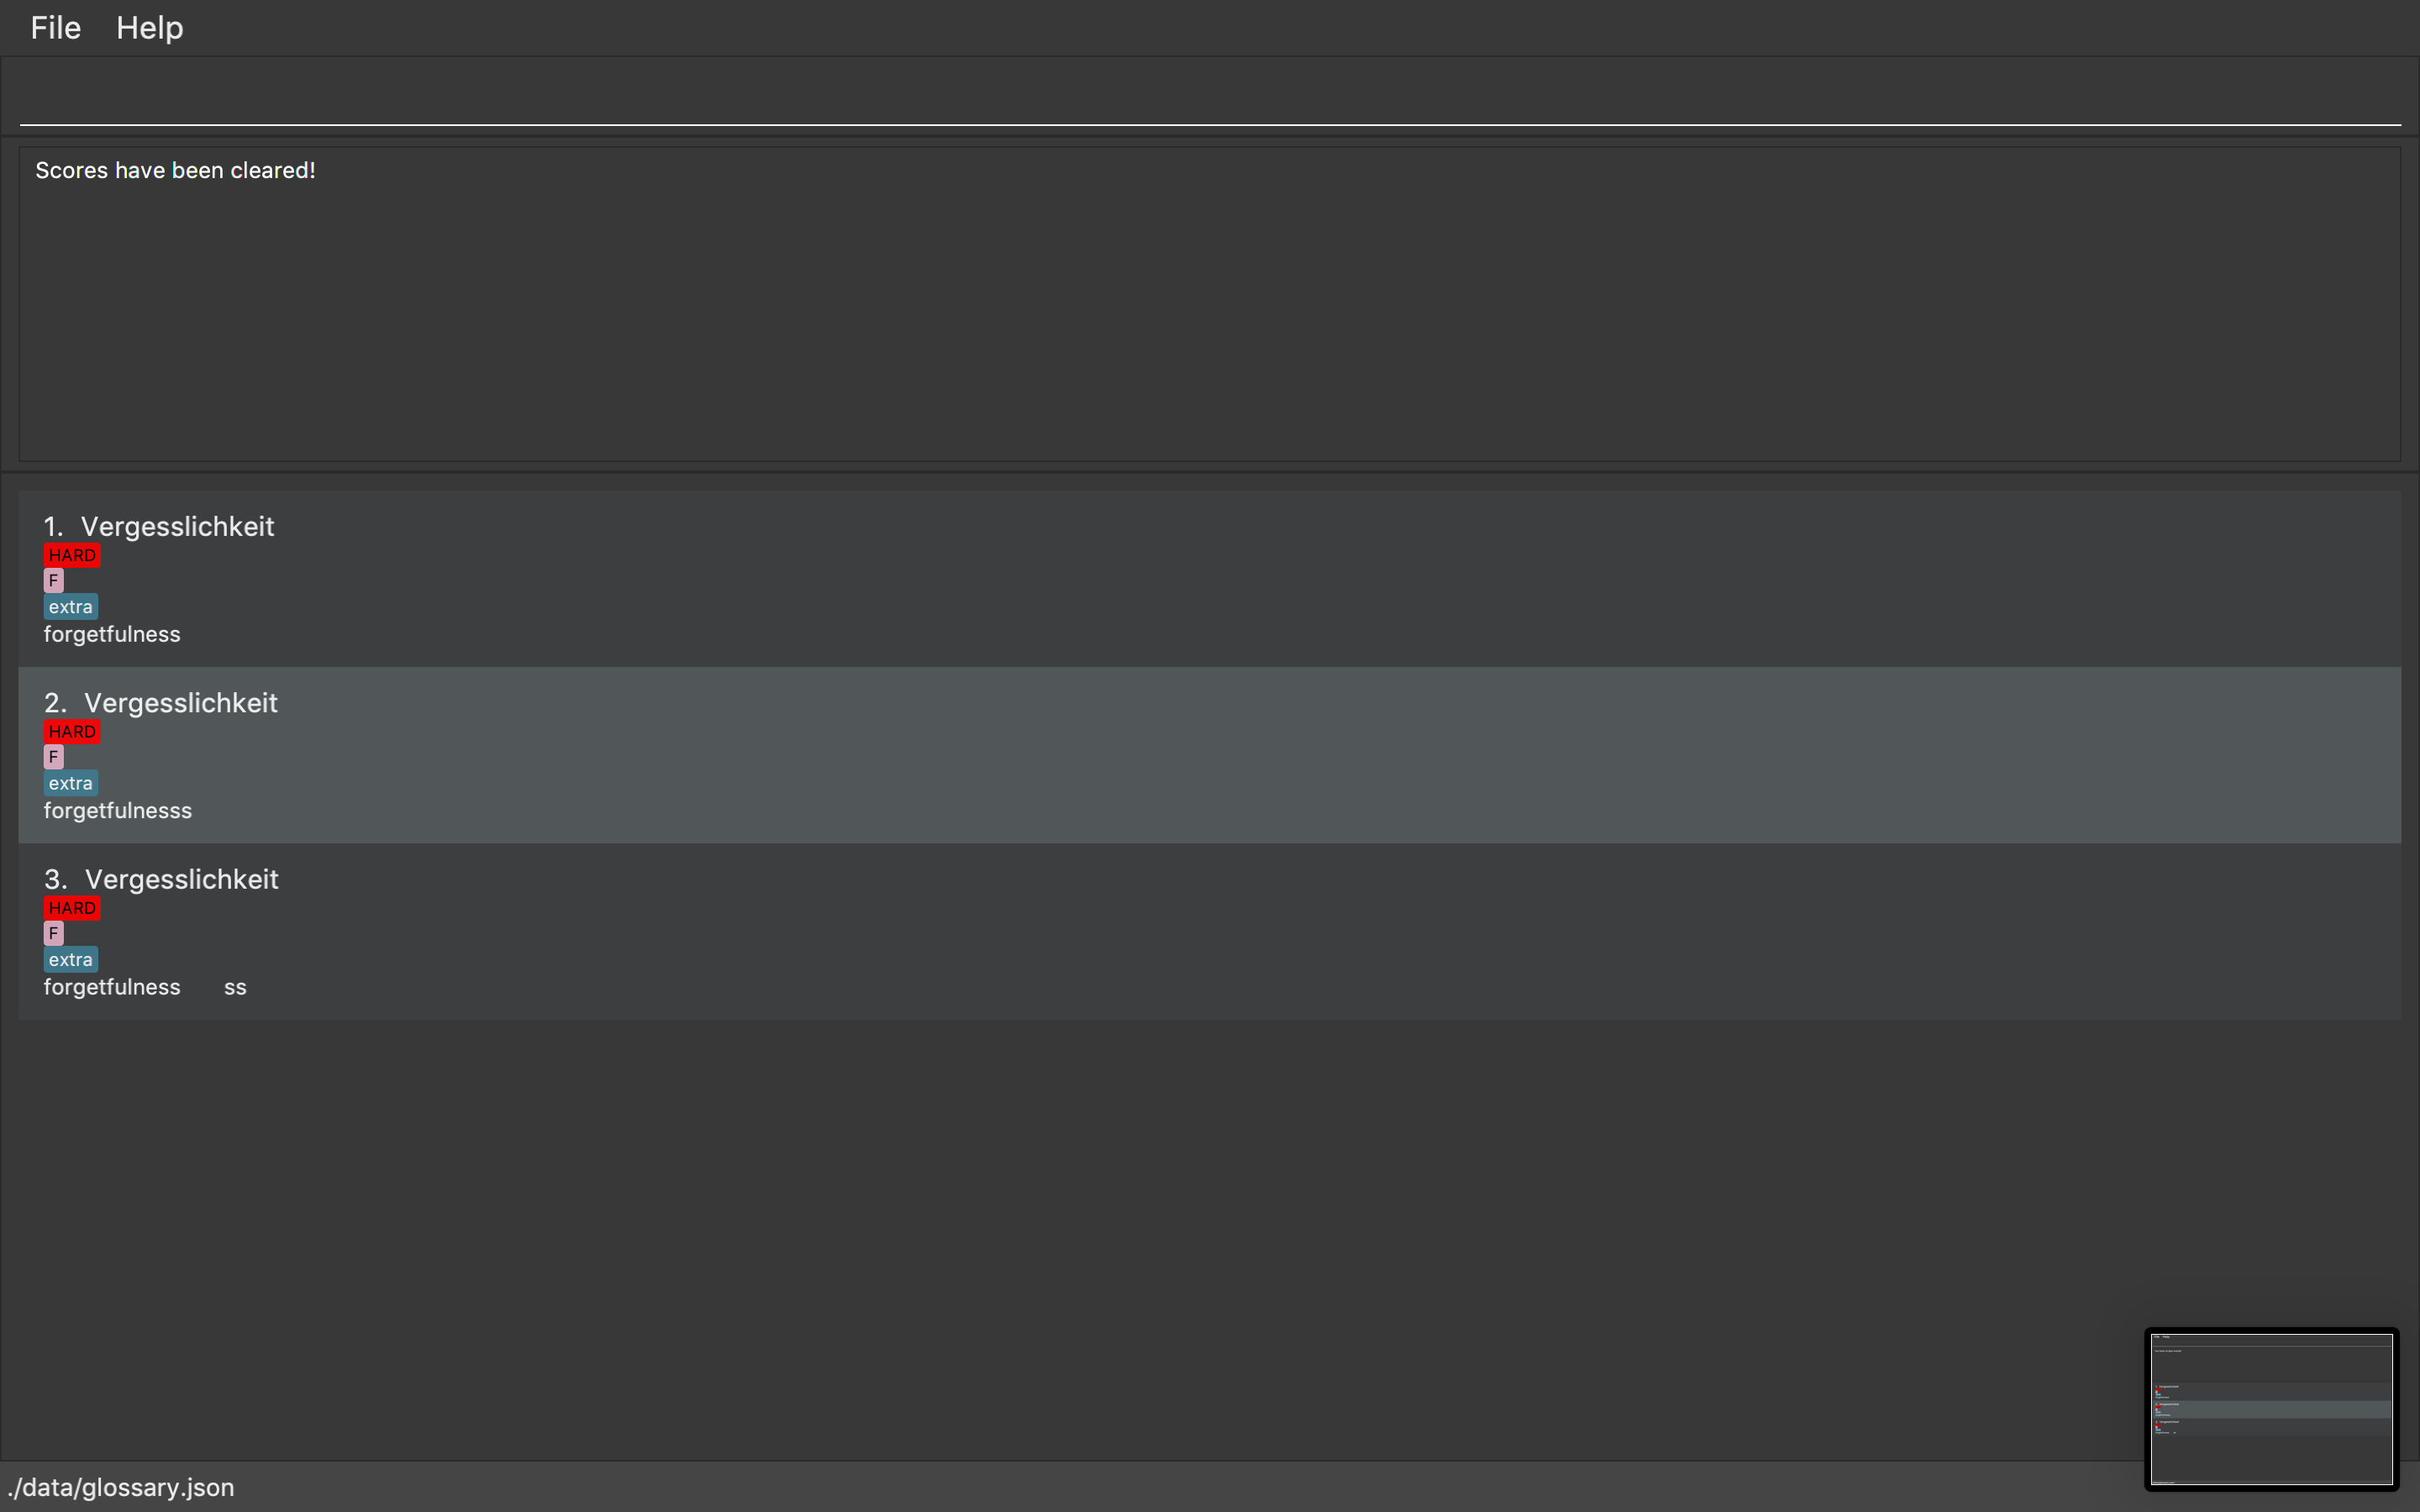 File Help
Scores have been cleared!
1. Vergesslichkeit
HARD
F
extra
forgetfulness
2. Vergesslichkeit
HARD
F
extra
forgetfulnesss
3. Vergesslichkeit
HARD
F
extra
forgetfulness ss
./data/glossary.json